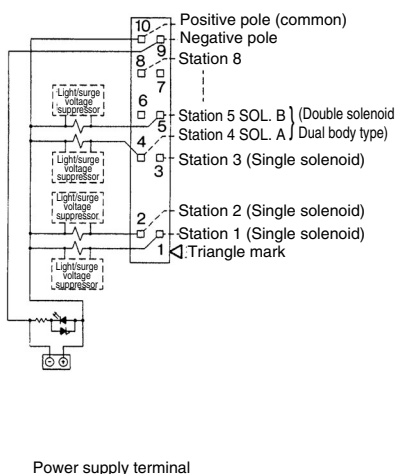 10
Positive pole (common)
9
Negative pole
8
Station 8
7
Light/surge
voltage
suppressor
6
5
Station 5 SOL. B
(Double solenoid
4
Station 4 SOL. A
Dual body type)
Light/surge
voltage
suppressor
3
Station 3 (Single solenoid)
Light/surge
voltage
suppressor
2
Station 2 (Single solenoid)
Station 1 (Single solenoid)
1
:Triangle mark
Light/surge
voltage
suppressor
⊖ ⊕
Power supply terminal